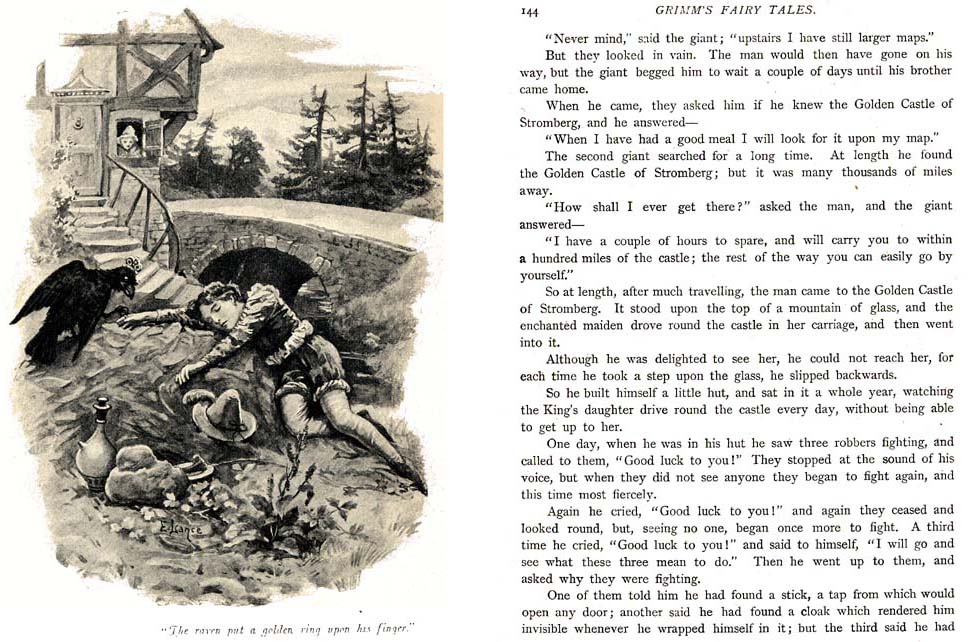 E. Lance
"The raven put a golden ring upon his finger."
144
GRIMM'S FAIRY TALES.
"Never mind," said the giant; "upstairs I have still larger maps."
But they looked in vain. The man would then have gone on his
way, but the giant begged him to wait a couple of days until his brother
came home.
When he came, they asked him if he knew the Golden Castle of
Stromberg, and he answered—
"When I have had a good meal I will look for it upon my map."
The second giant searched for a long time. At length he found
the Golden Castle of Stromberg; but it was many thousands of miles
away.
"How shall I ever get there?" asked the man, and the giant
answered—
"I have a couple of hours to spare, and will carry you to within
a hundred miles of the castle; the rest of the way you can easily go by
yourself."
So at length, after much travelling, the man came to the Golden Castle
of Stromberg. It stood upon the top of a mountain of glass, and the
enchanted maiden drove round the castle in her carriage, and then went
into it.
Although he was delighted to see her, he could not reach her, for
each time he took a step upon the glass, he slipped backwards.
So he built himself a little hut, and sat in it a whole year, watching
the King's daughter drive round the castle every day, without being able
to get up to her.
One day, when he was in his hut he saw three robbers fighting, and
called to them, "Good luck to you!" They stopped at the sound of his
voice, but when they did not see anyone they began to fight again, and
this time most fiercely.
Again he cried, "Good luck to you!" and again they ceased and
looked round, but, seeing no one, began once more to fight. A third
time he cried, "Good luck to you!" and said to himself, "I will go and
see what these three mean to do." Then he went up to them, and
asked why they were fighting.
One of them told him he had found a stick, a tap from which would
open any door; another said he had found a cloak which rendered him
invisible whenever he wrapped himself in it; but the third said he had